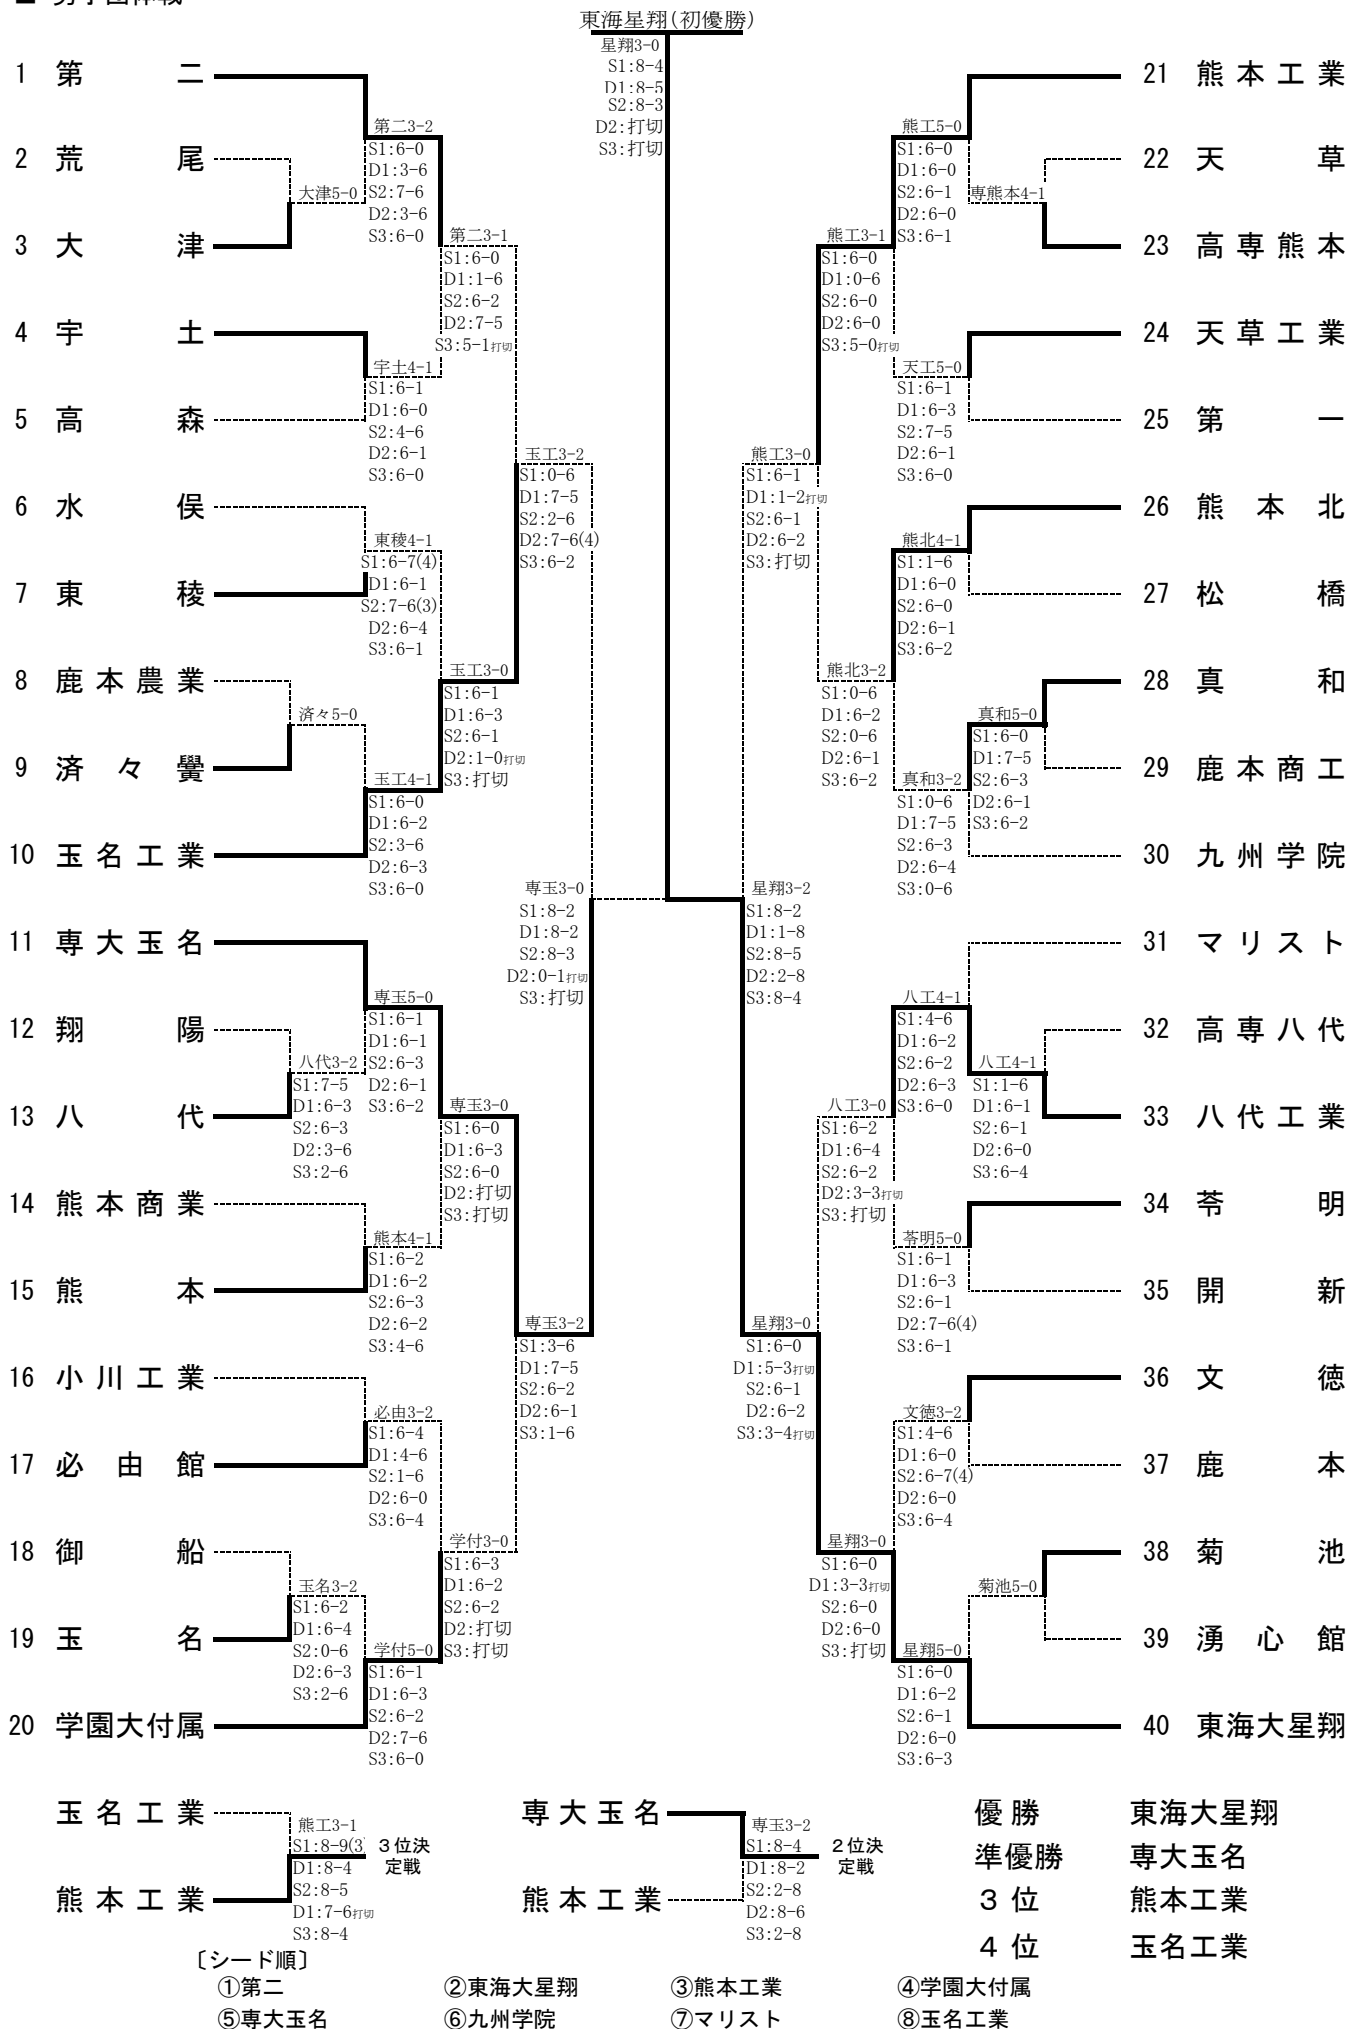 東海星翔(初優勝)
星翔3-0
S1:8-4
D1:8-5
S2:8-3
D2:打切
S3:打切
1 第二
2 荒尾
3 大津
4 宇土
5 高森
6 水俣
7 東稜
8 鹿本農業
9 済々黌
10 玉名工業
11 専大玉名
12 翔陽
13 八代
14 熊本商業
15 熊本
16 小川工業
17 必由館
18 御船
19 玉名
20 学園大付属
第二3-2
S1:6-0
D1:3-6
S2:7-6
D2:3-6
S3:6-0
大津5-0
第二3-1
S1:6-0
D1:1-6
S2:6-2
D2:7-5
S3:5-1打切
宇土4-1
S1:6-1
D1:6-0
S2:4-6
D2:6-1
S3:6-0
玉工3-2
S1:0-6
D1:7-5
S2:2-6
D2:7-6(4)
S3:6-2
東稜4-1
S1:6-7(4)
D1:6-1
S2:7-6(3)
D2:6-4
S3:6-1
玉工3-0
S1:6-1
D1:6-3
S2:6-1
D2:1-0打切
S3:打切
済々5-0
玉工4-1
S1:6-0
D1:6-2
S2:3-6
D2:6-3
S3:6-0
専玉3-0
S1:8-2
D1:8-2
S2:8-3
D2:0-1打切
S3:打切
専玉5-0
S1:6-1
D1:6-1
S2:6-3
D2:6-1
S3:6-2
八代3-2
S1:7-5
D1:6-3
S2:6-3
D2:3-6
S3:2-6
専玉3-0
S1:6-0
D1:6-3
S2:6-0
D2:打切
S3:打切
熊本4-1
S1:6-2
D1:6-2
S2:6-3
D2:6-2
S3:4-6
専玉3-2
S1:3-6
D1:7-5
S2:6-2
D2:6-1
S3:1-6
必由3-2
S1:6-4
D1:4-6
S2:1-6
D2:6-0
S3:6-4
学付3-0
S1:6-3
D1:6-2
S2:6-2
D2:打切
S3:打切
玉名3-2
S1:6-2
D1:6-4
S2:0-6
D2:6-3
S3:2-6
学付5-0
S1:6-1
D1:6-3
S2:6-2
D2:7-6
S3:6-0
21 熊本工業
22 天草
23 高専熊本
24 天草工業
25 第一
26 熊本北
27 松橋
28 真和
29 鹿本商工
30 九州学院
31 マリスト
32 高専八代
33 八代工業
34 苓明
35 開新
36 文徳
37 鹿本
38 菊池
39 湧心館
40 東海大星翔
熊工5-0
S1:6-0
D1:6-0
S2:6-1
D2:6-0
S3:6-1
専熊本4-1
熊工3-1
S1:6-0
D1:0-6
S2:6-0
D2:6-0
S3:5-0打切
天工5-0
S1:6-1
D1:6-3
S2:7-5
D2:6-1
S3:6-0
熊工3-0
S1:6-1
D1:1-2打切
S2:6-1
D2:6-2
S3:打切
熊北4-1
S1:1-6
D1:6-0
S2:6-0
D2:6-1
S3:6-2
熊北3-2
S1:0-6
D1:6-2
S2:0-6
D2:6-1
S3:6-2
真和5-0
S1:6-0
D1:7-5
S2:6-3
D2:6-1
S3:6-2
真和3-2
S1:0-6
D1:7-5
S2:6-3
D2:6-4
S3:0-6
星翔3-2
S1:8-2
D1:1-8
S2:8-5
D2:2-8
S3:8-4
八工4-1
S1:4-6
D1:6-2
S2:6-2
D2:6-3
S3:6-0
八工4-1
S1:1-6
D1:6-1
S2:6-1
D2:6-0
S3:6-4
八工3-0
S1:6-2
D1:6-4
S2:6-2
D2:3-3打切
S3:打切
苓明5-0
S1:6-1
D1:6-3
S2:6-1
D2:7-6(4)
S3:6-1
星翔3-0
S1:6-0
D1:5-3打切
S2:6-1
D2:6-2
S3:3-4打切
文徳3-2
S1:4-6
D1:6-0
S2:6-7(4)
D2:6-0
S3:6-4
星翔3-0
S1:6-0
D1:3-3打切
S2:6-0
D2:6-0
S3:打切
菊池5-0
星翔5-0
S1:6-0
D1:6-2
S2:6-1
D2:6-0
S3:6-3
玉名工業
熊本工業
熊工3-1
S1:8-9(3)
D1:8-4
S2:8-5
D1:7-6打切
S3:8-4
3位決
定戦
専大玉名
熊本工業
専玉3-2
S1:8-4
D1:8-2
S2:2-8
D2:8-6
S3:2-8
2位決
定戦
優勝 東海大星翔
準優勝 専大玉名
3位 熊本工業
4位 玉名工業
〔シード順〕
①第二 ②東海大星翔 ③熊本工業 ④学園大付属
⑤専大玉名 ⑥九州学院 ⑦マリスト ⑧玉名工業